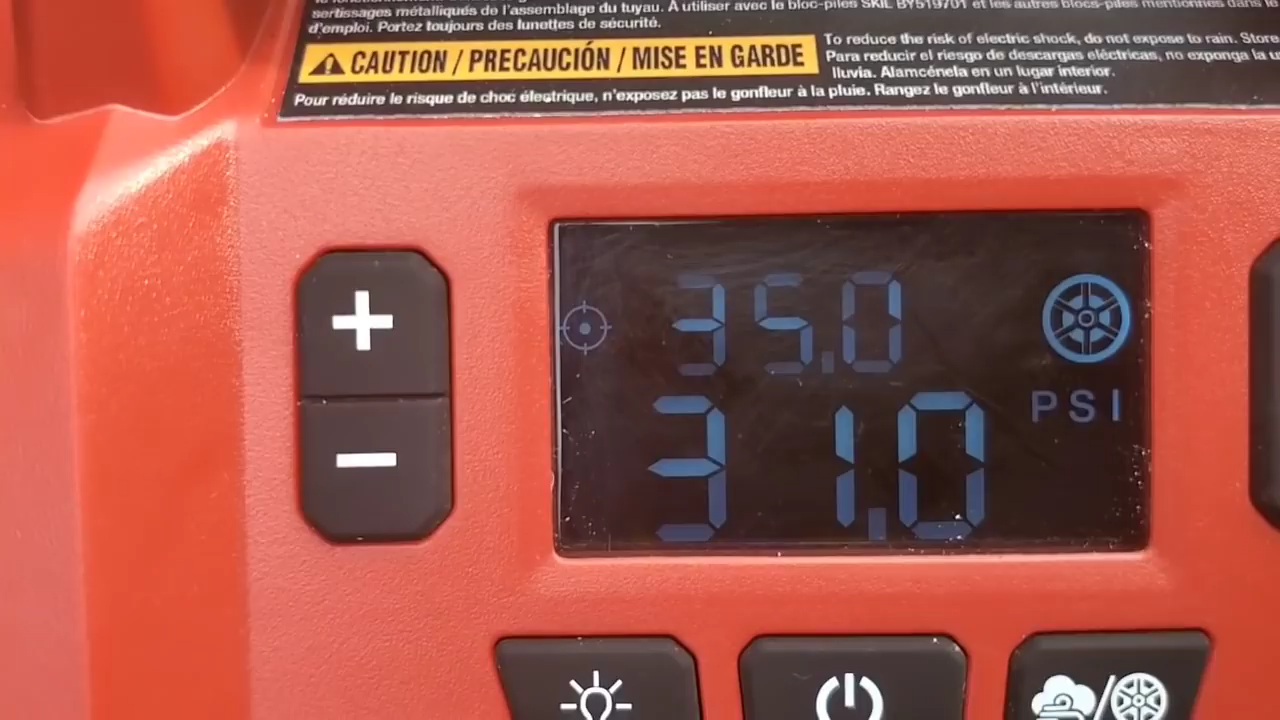 sertissages métalliques de l'assemblage du tuyau. À utiliser avec le bloc-piles SKIL BY519701 et les autres blocs-piles mentionnés dans le
d'emploi. Portez toujours des lunettes de sécurité.
CAUTION / PRECAUCIÓN / MISE EN GARDE
To reduce the risk of electric shock, do not expose to rain. Store
Para reducir el riesgo de descargas eléctricas, no exponga la
lluvia. Alamcénela en un lugar interior.
Pour réduire le risque de choc électrique, n'exposez pas le gonfleur à la pluie. Rangez le gonfleur à l'intérieur.
+
35.0
PSI
31.0
−